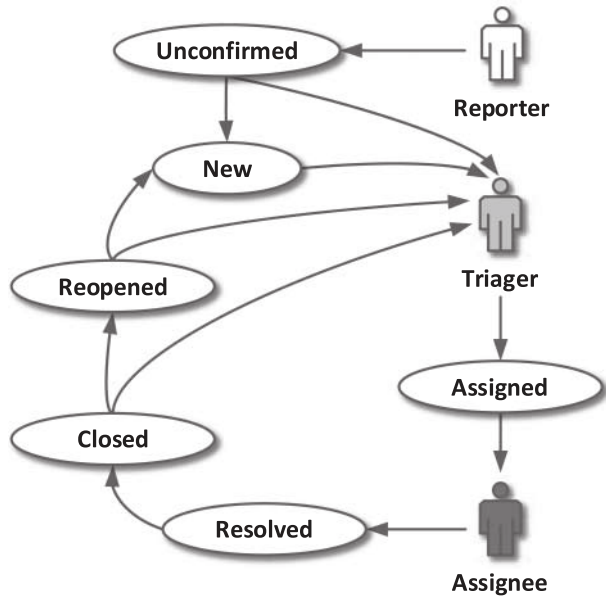 Unconfirmed
Reporter
New
Triager
Reopened
Assigned
Closed
Resolved
Assignee